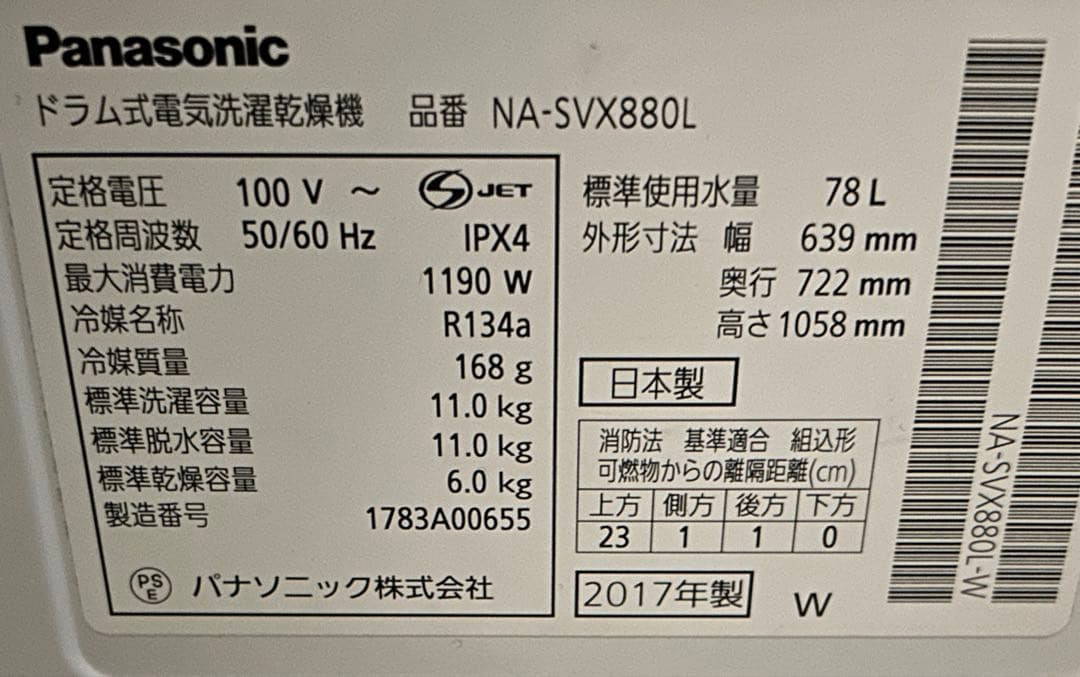 Panasonic
ドラム式電気洗濯乾燥機 品番 NA-SVX880L
定格電圧 100 V ～ S JET
定格周波数 50/60 Hz IPX4
最大消費電力 1190 W
冷媒名称 R134a
冷媒質量 168 g
標準洗濯容量 11.0 kg
標準脱水容量 11.0 kg
標準乾燥容量 6.0 kg
製造番号 1783A00655
PS E パナソニック株式会社
標準使用水量 78 L
外形寸法 幅 639 mm
奥行 722 mm
高さ 1058 mm
日本製
消防法 基準適合 組込形
可燃物からの離隔距離(cm)
上方 側方 後方 下方
23 1 1 0
2017年製 W
NA-SVX880L-W